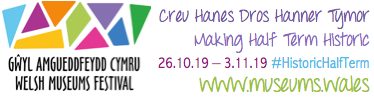 GŴYL AMGUEDDFEYDD CYMRU
WELSH MUSEUMS FESTIVAL
Creu Hanes Dros Hanner Tymor
Making Half Term Historic
26.10.19 – 3.11.19 #HistoricHalfTerm
www.museums.wales